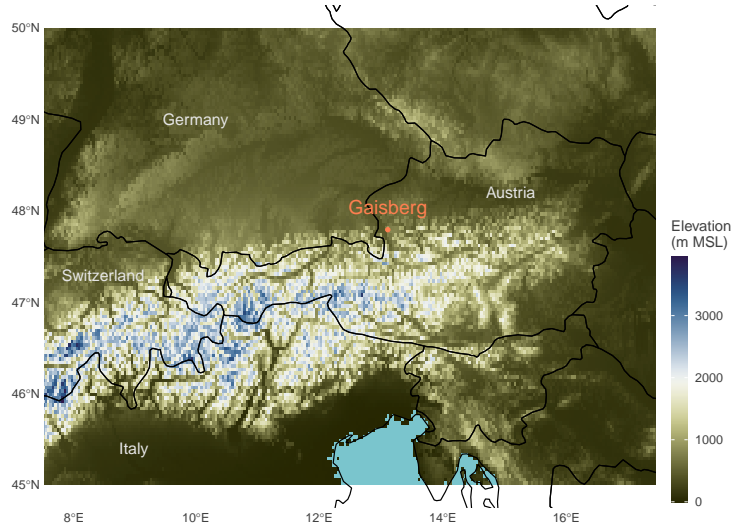 50°N
49°N
48°N
47°N
46°N
45°N
8°E
10°E
12°E
14°E
16°E
Germany
Austria
Gaisberg
Switzerland
Italy
Elevation
(m MSL)
3000
2000
1000
0